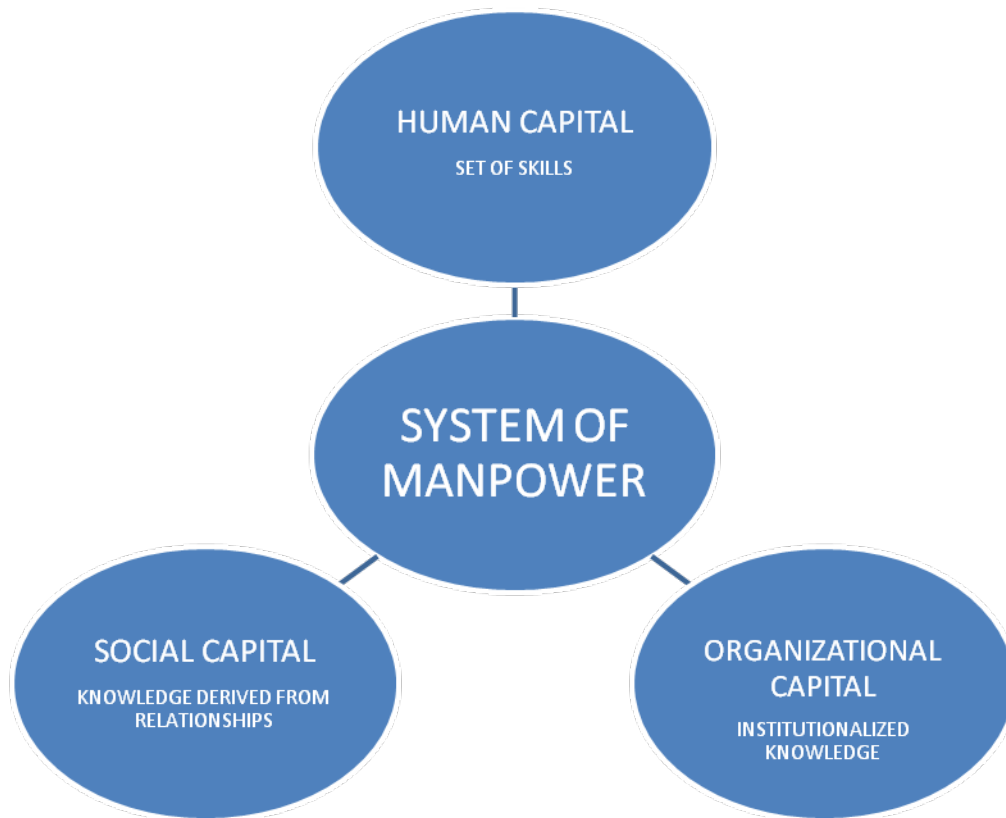 HUMAN CAPITAL
SET OF SKILLS
SYSTEM OF
MANPOWER
SOCIAL CAPITAL
KNOWLEDGE DERIVED FROM
RELATIONSHIPS
ORGANIZATIONAL
CAPITAL
INSTITUTIONALIZED
KNOWLEDGE